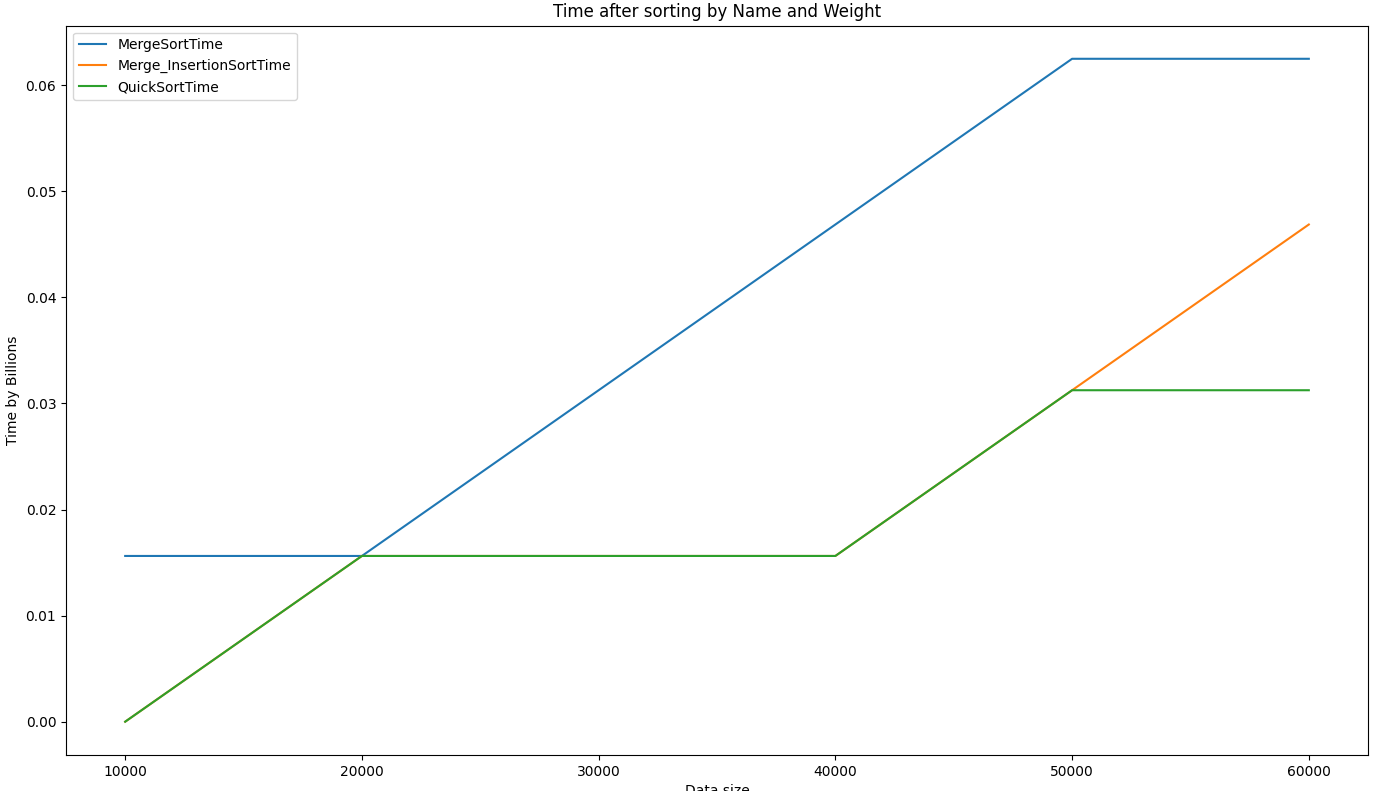 Time after sorting by Name and Weight
MergeSortTime
Merge_InsertionSortTime
QuickSortTime
0.06
0.05
0.04
0.03
0.02
0.01
0.00
Time by Billions
10000 20000 30000 40000 50000 60000
Data size